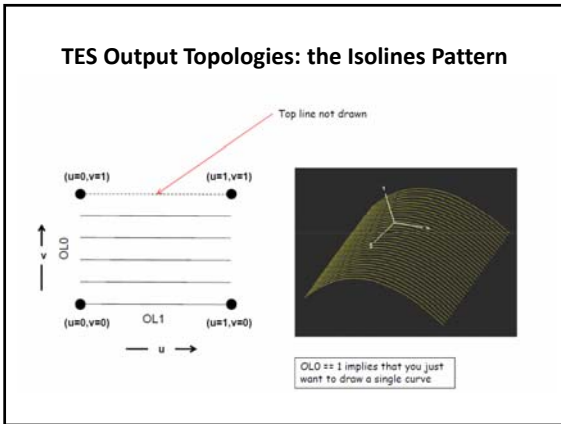 TES Output Topologies: the Isolines Pattern
Top line not drawn
(u=0,v=1)
(u=1,v=1)
v
OL0
(u=0,v=0)
OL1
(u=1,v=0)
u
OL0 == 1 implies that you just
want to draw a single curve